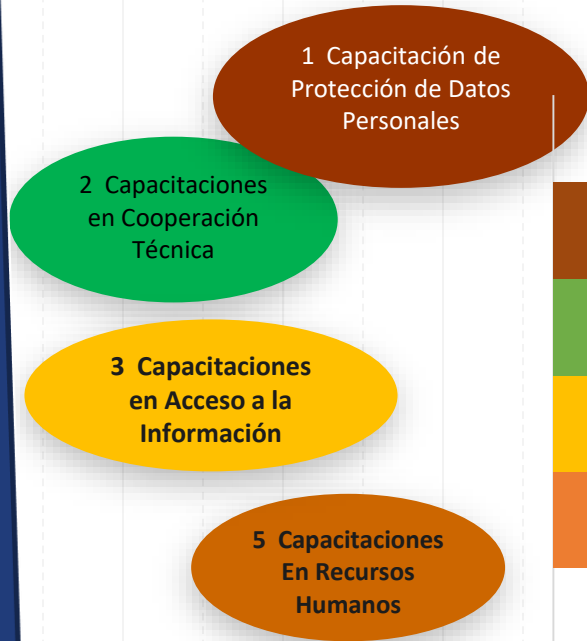 1 Capacitación de
Protección de Datos
Personales
2 Capacitaciones
en Cooperación
Técnica
3 Capacitaciones
en Acceso a la
Información
5 Capacitaciones
En Recursos
Humanos